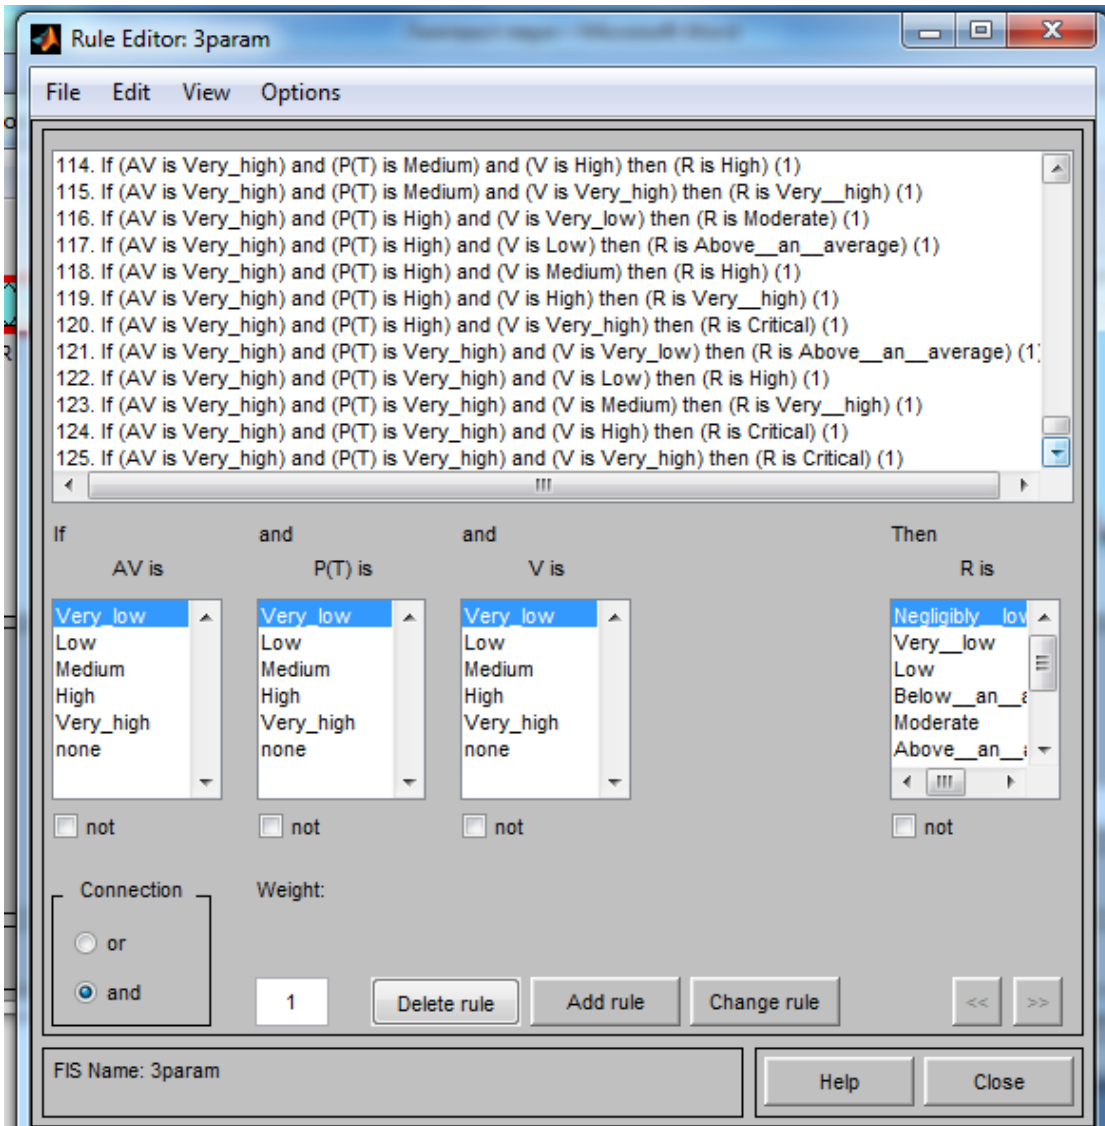 Rule Editor: 3param
File Edit View Options
114. If (AV is Very_high) and (P(T) is Medium) and (V is High) then (R is High) (1)
115. If (AV is Very_high) and (P(T) is Medium) and (V is Very_high) then (R is Very__high) (1)
116. If (AV is Very_high) and (P(T) is High) and (V is Very_low) then (R is Moderate) (1)
117. If (AV is Very_high) and (P(T) is High) and (V is Low) then (R is Above__an__average) (1)
118. If (AV is Very_high) and (P(T) is High) and (V is Medium) then (R is High) (1)
119. If (AV is Very_high) and (P(T) is High) and (V is High) then (R is Very__high) (1)
120. If (AV is Very_high) and (P(T) is High) and (V is Very_high) then (R is Critical) (1)
121. If (AV is Very_high) and (P(T) is Very_high) and (V is Very_low) then (R is Above__an__average) (1)
122. If (AV is Very_high) and (P(T) is Very_high) and (V is Low) then (R is High) (1)
123. If (AV is Very_high) and (P(T) is Very_high) and (V is Medium) then (R is Very__high) (1)
124. If (AV is Very_high) and (P(T) is Very_high) and (V is High) then (R is Critical) (1)
125. If (AV is Very_high) and (P(T) is Very_high) and (V is Very_high) then (R is Critical) (1)
If and and Then
AV is P(T) is V is R is
Very_low Very_low Very_low Negligibly__lov
Low Low Low Very__low
Medium Medium Medium Low
High High High Below__an__a
Very_high Very_high Very_high Moderate
none none none Above__an__a
not not not not
Connection Weight:
or
and 1 Delete rule Add rule Change rule << >>
FIS Name: 3param Help Close